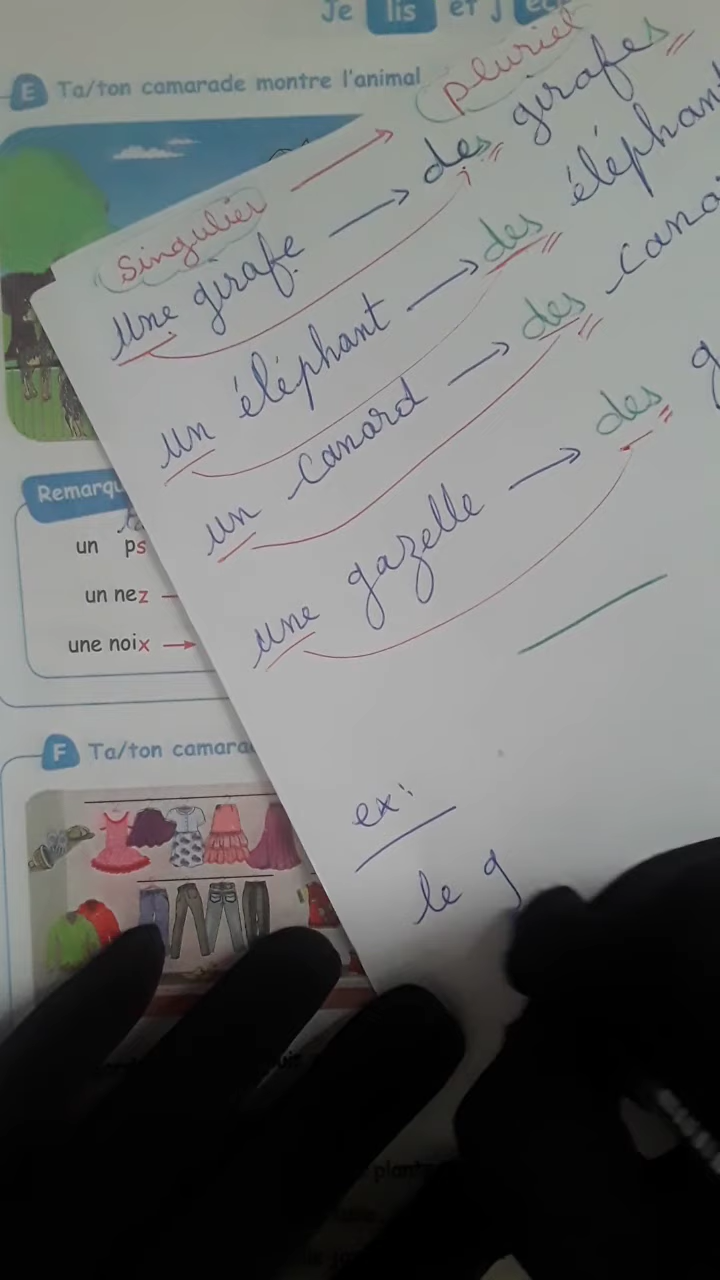 Je lis et j
E Ta/ton camarade montre l'animal
Singulier → pluriel
une girafe → des girafes
un éléphant → des éléphant
un canard → des
une gazelle → des g
Remarqu
un ps
un nez
une noix →
F Ta/ton camara
ex:
le g